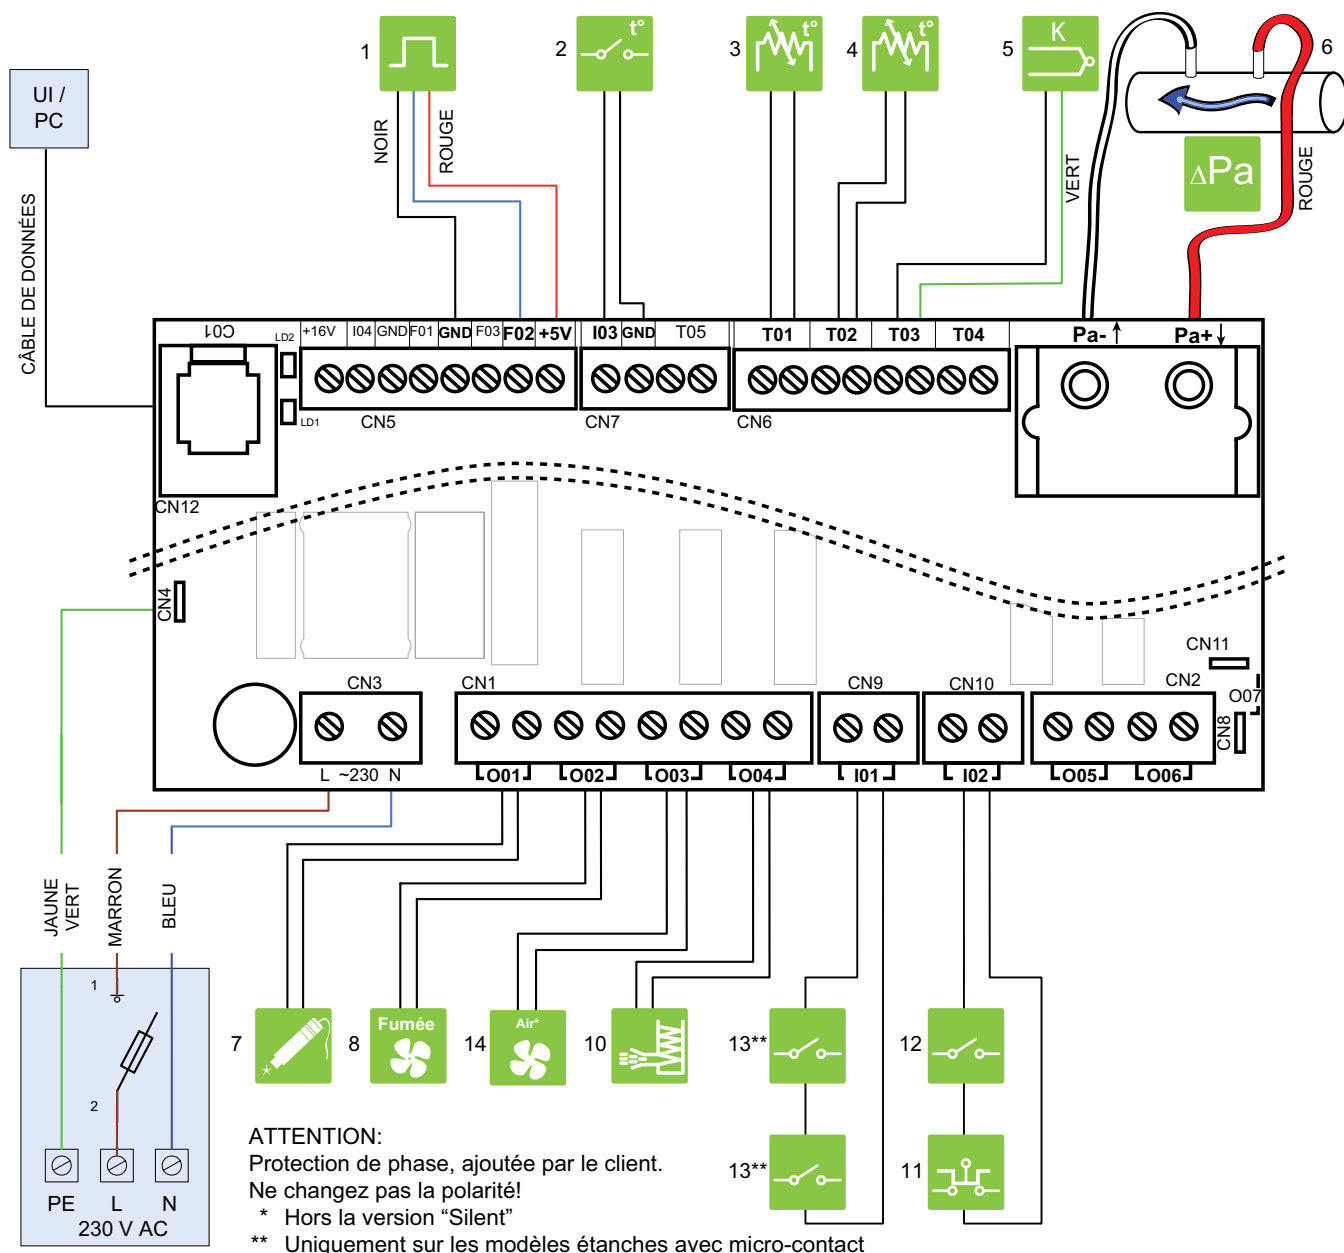 1
2
t°
3
t°
4
t°
5
K
6
UI /
PC
NOIR
ROUGE
VERT
ΔPa
ROUGE
CÂBLE DE DONNÉES
C01
LD2
+16V
I04
GND
F01
GND
F03
F02
+5V
I03
GND
T05
T01
T02
T03
T04
Pa-
Pa+
LD1
CN5
CN7
CN6
CN12
CN4
CN11
CN3
CN1
CN9
CN10
CN2
O07
CN8
L ~230 N
O01
O02
O03
O04
I01
I02
O05
O06
JAUNE
VERT
MARRON
BLEU
1
2
PE
L
N
230 V AC
7
8
Fumée
14
Air*
10
13**
12
13**
11
ATTENTION:
Protection de phase, ajoutée par le client.
Ne changez pas la polarité!
* Hors la version “Silent”
** Uniquement sur les modèles étanches avec micro-contact